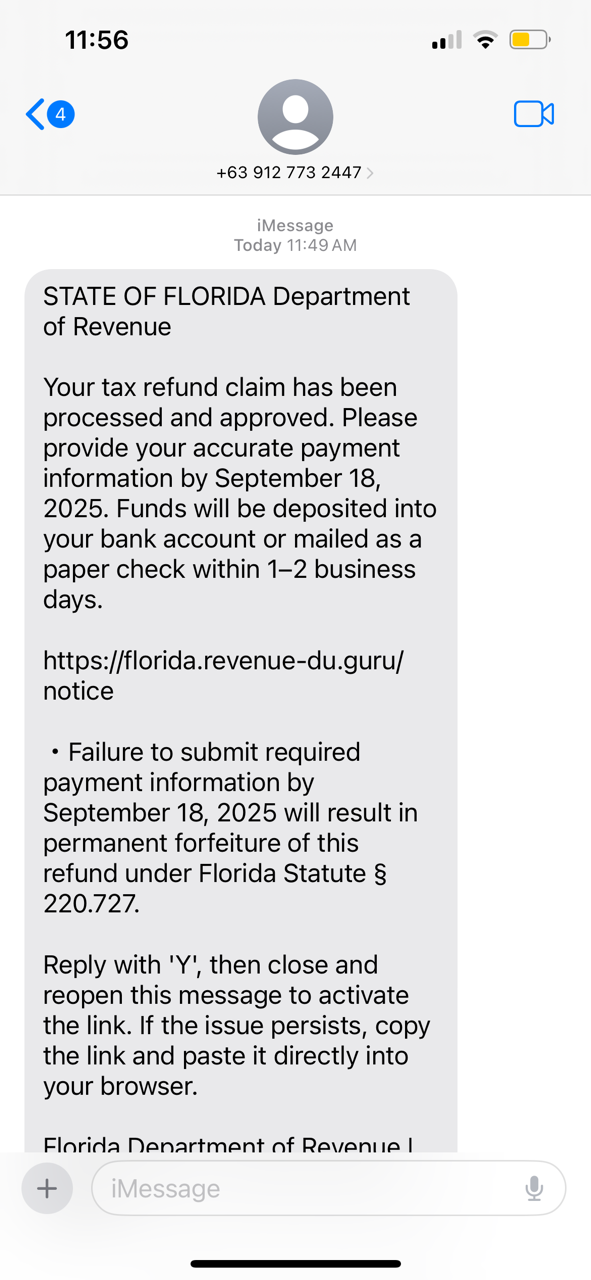 11:56
4
+63 912 773 2447
iMessage
Today 11:49 AM
STATE OF FLORIDA Department
of Revenue
Your tax refund claim has been
processed and approved. Please
provide your accurate payment
information by September 18,
2025. Funds will be deposited into
your bank account or mailed as a
paper check within 1–2 business
days.
https://florida.revenue-du.guru/
notice
• Failure to submit required
payment information by
September 18, 2025 will result in
permanent forfeiture of this
refund under Florida Statute §
220.727.
Reply with 'Y', then close and
reopen this message to activate
the link. If the issue persists, copy
the link and paste it directly into
your browser.
Florida Department of Revenue |
iMessage